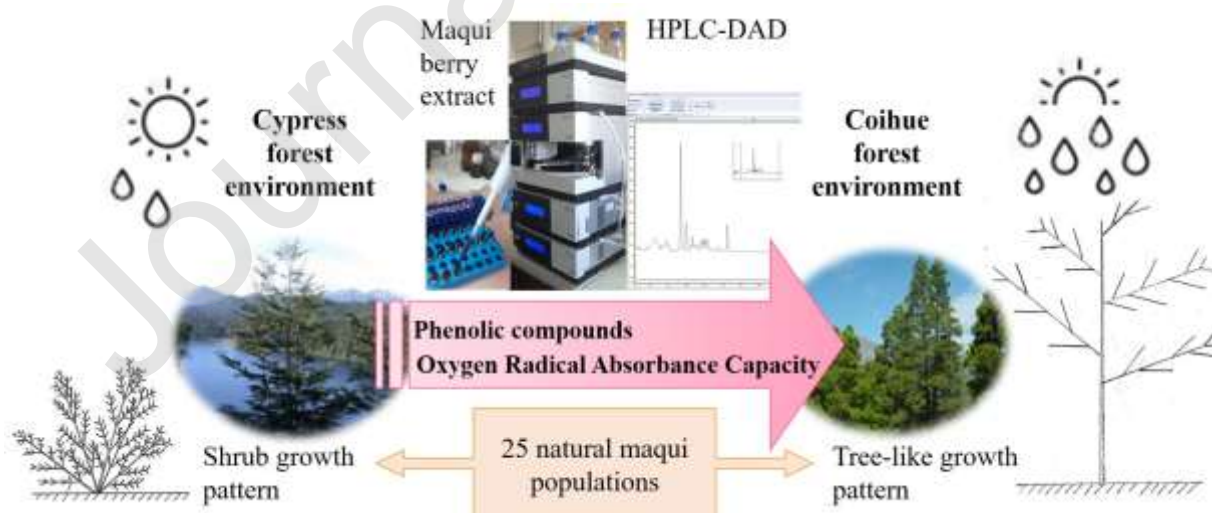 Journa
Maqui
berry
extract
HPLC-DAD
Cypress
forest
environment
Coihue
forest
environment
Phenolic compounds
Oxygen Radical Absorbance Capacity
Shrub growth
pattern
25 natural maqui
populations
Tree-like growth
pattern